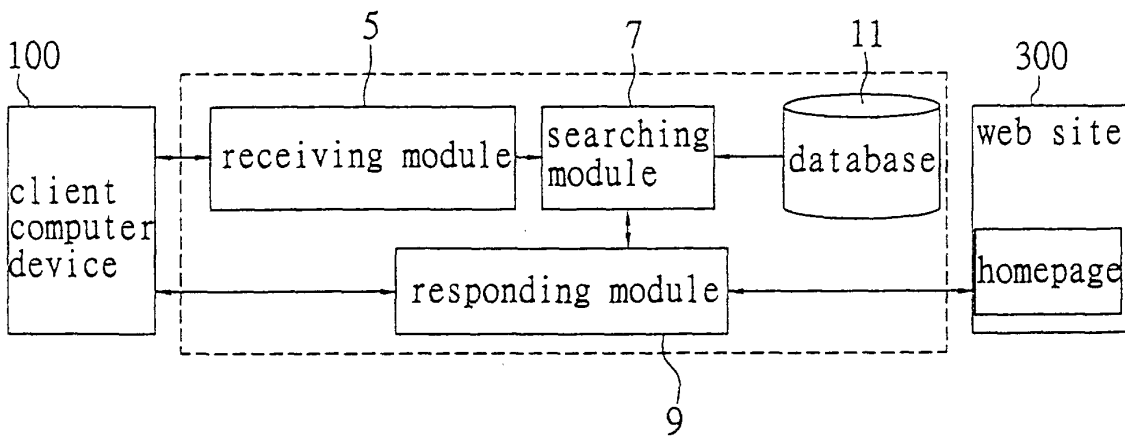 100
5
7
11
300
client
computer
device
receiving module
searching
module
database
web site
homepage
responding module
9